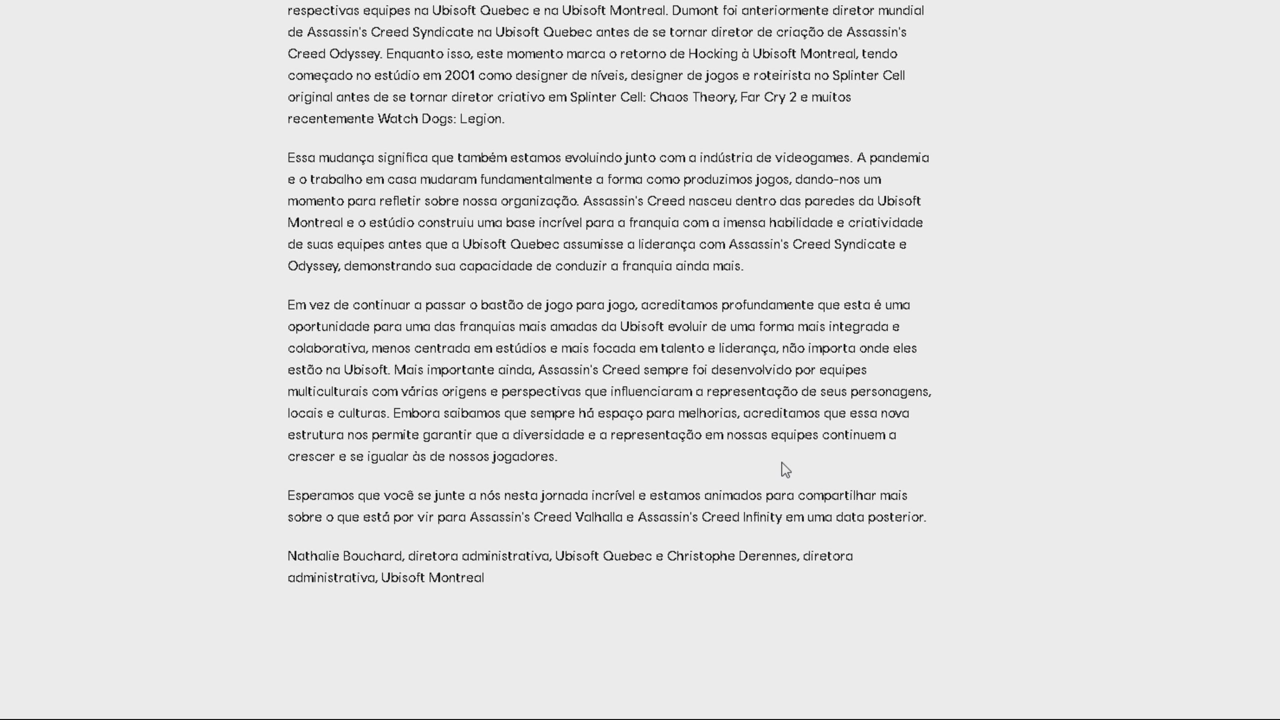 respectivas equipes na Ubisoft Quebec e na Ubisoft Montreal. Dumont foi anteriormente diretor mundial
de Assassin's Creed Syndicate na Ubisoft Quebec antes de se tornar diretor de criação de Assassin's
Creed Odyssey. Enquanto isso, este momento marca o retorno de Hocking à Ubisoft Montreal, tendo
começado no estúdio em 2001 como designer de níveis, designer de jogos e roteirista no Splinter Cell
original antes de se tornar diretor criativo em Splinter Cell: Chaos Theory, Far Cry 2 e muitos
recentemente Watch Dogs: Legion.
Essa mudança significa que também estamos evoluindo junto com a indústria de videogames. A pandemia
e o trabalho em casa mudaram fundamentalmente a forma como produzimos jogos, dando-nos um
momento para refletir sobre nossa organização. Assassin's Creed nasceu dentro das paredes da Ubisoft
Montreal e o estúdio construiu uma base incrível para a franquia com a imensa habilidade e criatividade
de suas equipes antes que a Ubisoft Quebec assumisse a liderança com Assassin's Creed Syndicate e
Odyssey, demonstrando sua capacidade de conduzir a franquia ainda mais.
Em vez de continuar a passar o bastão de jogo para jogo, acreditamos profundamente que esta é uma
oportunidade para uma das franquias mais amadas da Ubisoft evoluir de uma forma mais integrada e
colaborativa, menos centrada em estúdios e mais focada em talento e liderança, não importa onde eles
estão na Ubisoft. Mais importante ainda, Assassin's Creed sempre foi desenvolvido por equipes
multiculturais com várias origens e perspectivas que influenciaram a representação de seus personagens,
locais e culturas. Embora saibamos que sempre há espaço para melhorias, acreditamos que essa nova
estrutura nos permite garantir que a diversidade e a representação em nossas equipes continuem a
crescer e se igualar às de nossos jogadores.
Esperamos que você se junte a nós nesta jornada incrível e estamos animados para compartilhar mais
sobre o que está por vir para Assassin's Creed Valhalla e Assassin's Creed Infinity em uma data posterior.
Nathalie Bouchard, diretora administrativa, Ubisoft Quebec e Christophe Derennes, diretora
administrativa, Ubisoft Montreal